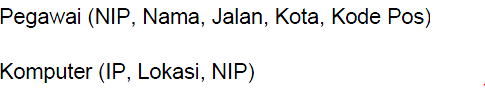 Pegawai (NIP, Nama, Jalan, Kota, Kode Pos)
Komputer (IP, Lokasi, NIP)